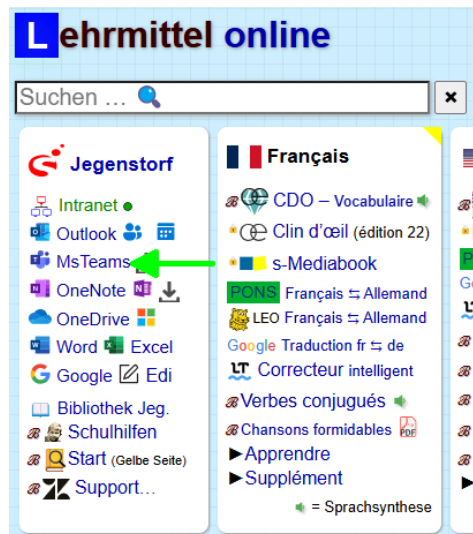 Lehrmittel online
Suchen …
×
Jegenstorf
Intranet
Outlook
MsTeams
OneNote
OneDrive
Word Excel
Google Edi
Bibliothek Jeg.
Schulhilfen
Start (Gelbe Seite)
Support…
Français
CDO – Vocabulaire
Clin d'œil (édition 22)
s-Mediabook
PONS Français ⇆ Allemand
LEO Français ⇆ Allemand
Google Traduction fr ⇆ de
LT Correcteur intelligent
Verbes conjugués
Chansons formidables PDF
►Apprendre
►Supplément
= Sprachsynthese